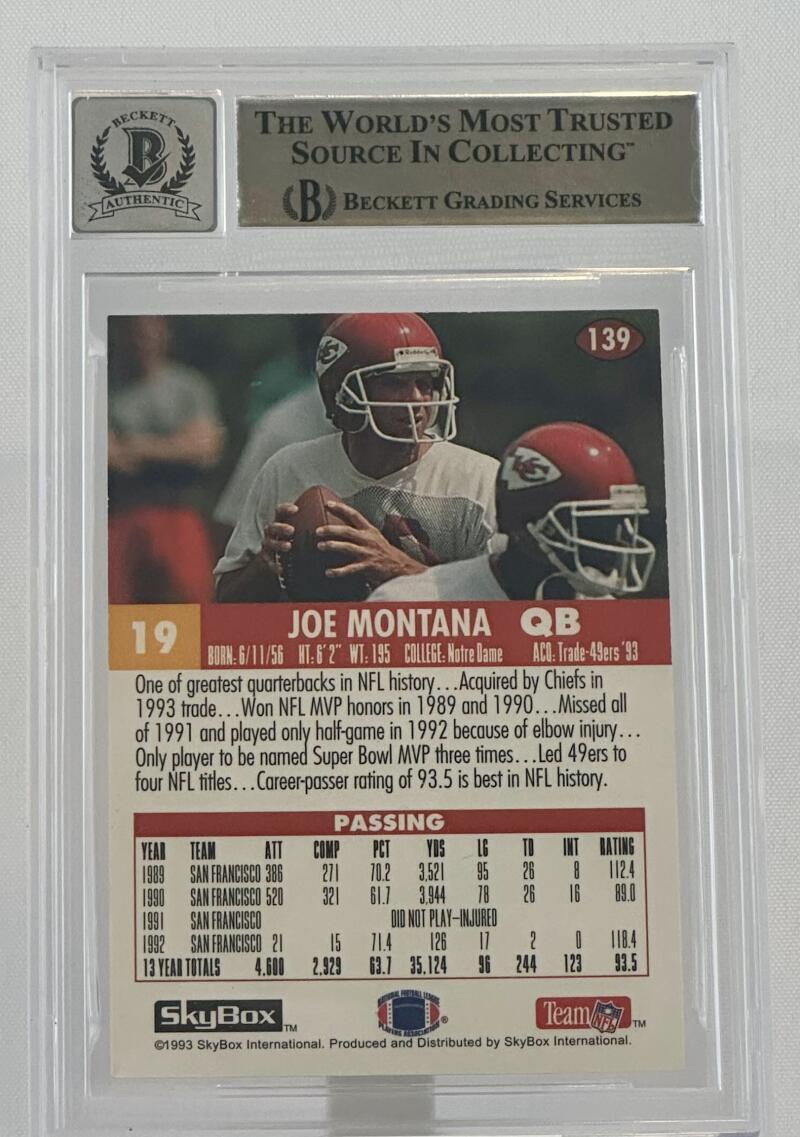 BECKETT
B
AUTHENTIC
THE WORLD'S MOST TRUSTED
SOURCE IN COLLECTING™
B BECKETT GRADING SERVICES
139
KC
Riddell
KC
19
JOE MONTANA QB
BORN: 6/11/56 HT: 6'2" WT: 195 COLLEGE: Notre Dame ACQ: Trade-49ers '93
One of greatest quarterbacks in NFL history...Acquired by Chiefs in
1993 trade...Won NFL MVP honors in 1989 and 1990...Missed all
of 1991 and played only half-game in 1992 because of elbow injury...
Only player to be named Super Bowl MVP three times...Led 49ers to
four NFL titles...Career-passer rating of 93.5 is best in NFL history.
PASSING
YEAR TEAM ATT COMP PCT YDS LG TD INT RATING
1989 SAN FRANCISCO 386 271 70.2 3,521 95 26 8 112.4
1990 SAN FRANCISCO 520 321 61.7 3,944 78 26 16 89.0
1991 SAN FRANCISCO DID NOT PLAY—INJURED
1992 SAN FRANCISCO 21 15 71.4 126 17 2 0 118.4
13 YEAR TOTALS 4,600 2,929 63.7 35,124 96 244 123 93.5
SkyBox™
NATIONAL FOOTBALL LEAGUE
PLAYERS ASSOCIATION®
Team NFL™
©1993 SkyBox International. Produced and Distributed by SkyBox International.